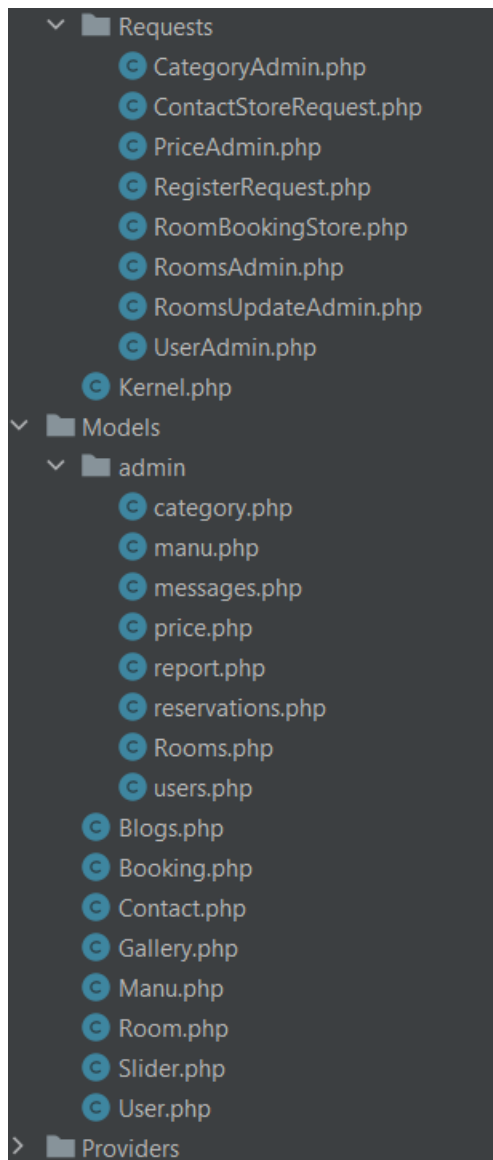 Requests
CategoryAdmin.php
ContactStoreRequest.php
PriceAdmin.php
RegisterRequest.php
RoomBookingStore.php
RoomsAdmin.php
RoomsUpdateAdmin.php
UserAdmin.php
Kernel.php
Models
admin
category.php
manu.php
messages.php
price.php
report.php
reservations.php
Rooms.php
users.php
Blogs.php
Booking.php
Contact.php
Gallery.php
Manu.php
Room.php
Slider.php
User.php
Providers